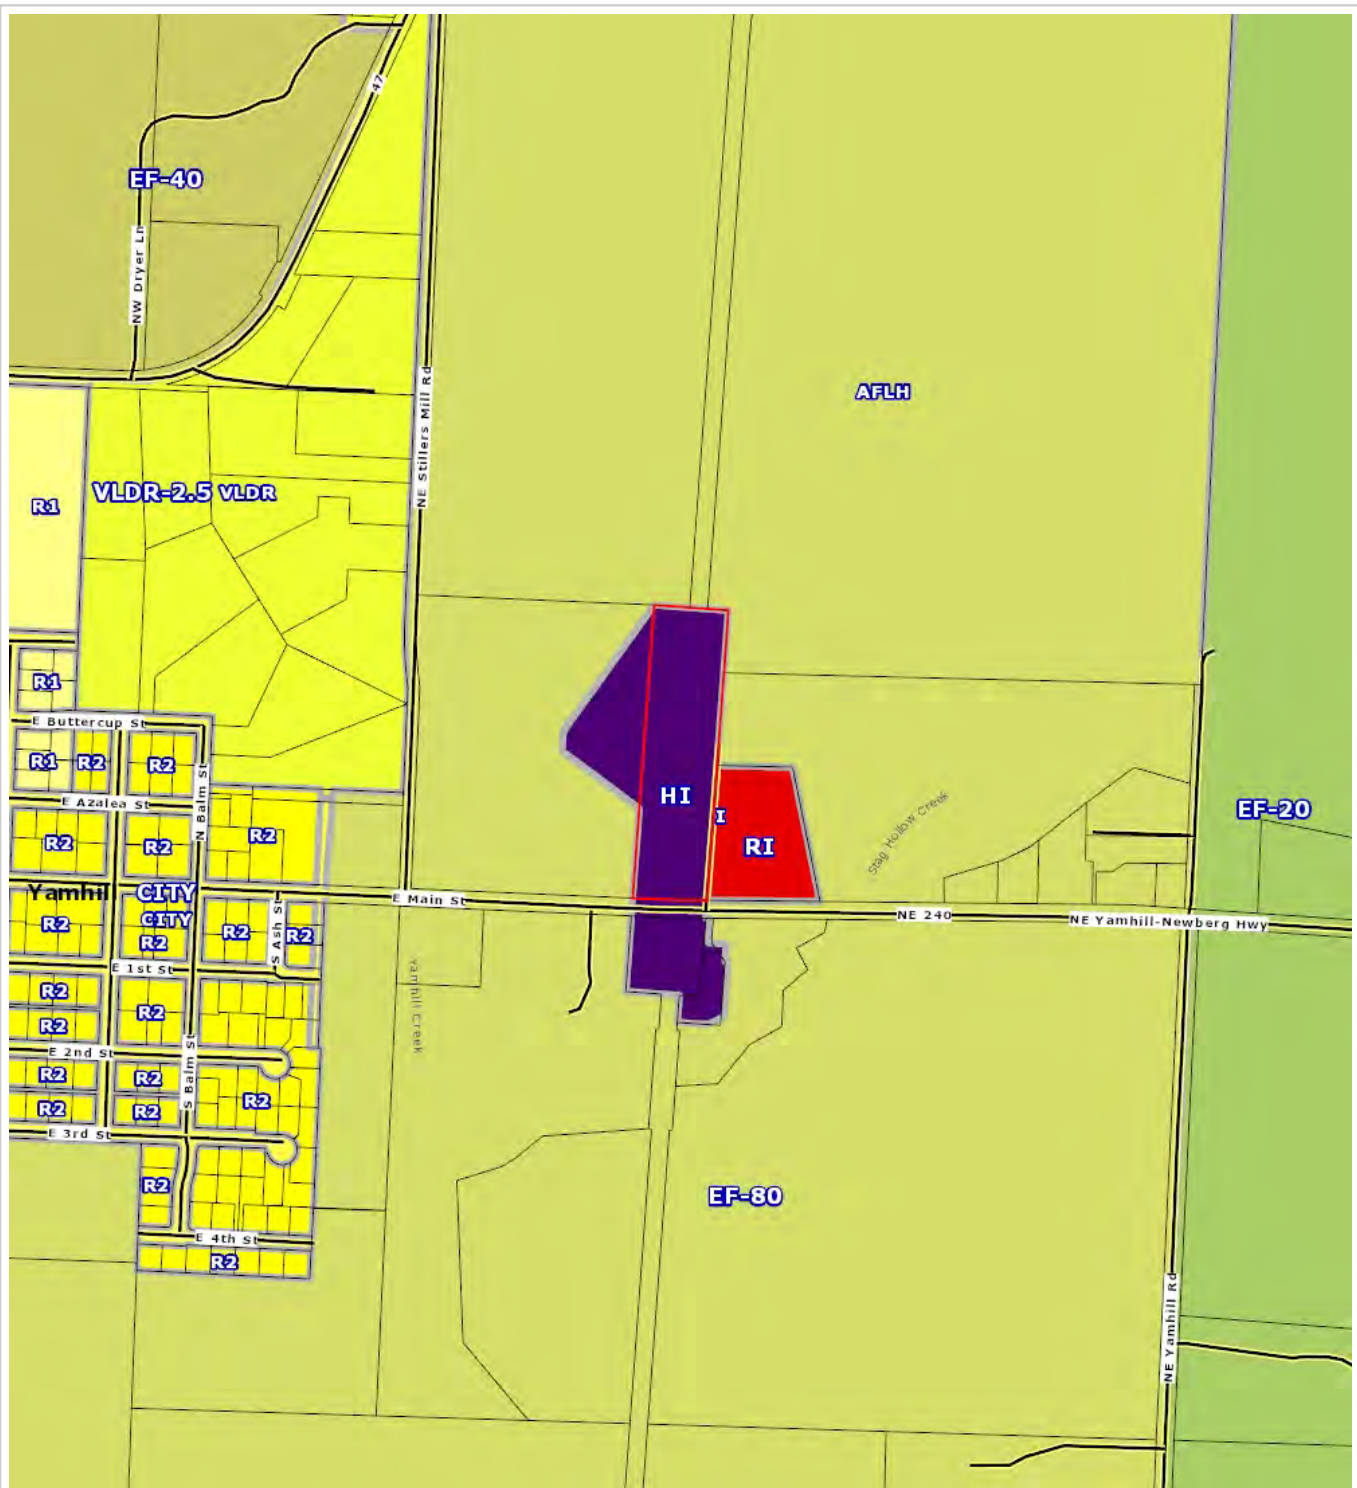 47
EF-40
NW Dryer Ln
NE Stillers Mill Rd
AFLH
VLDR-2.5 VLDR
R1
R1
E Buttercup St
R1
R2
R2
N Balm St
E Azalea St
HI
I
RI
Stag Hollow Creek
EF-20
R2
R2
R2
Yamhill
CITY
E Main St
NE 240
NE Yamhill-Newberg Hwy
CITY
R2
R2
R2
R2
S Ash St
E 1st St
Yamhill Creek
R2
R2
R2
E 2nd St
S Balm St
R2
R2
R2
R2
R2
E 3rd St
R2
EF-80
E 4th St
R2
NE Yamhill Rd